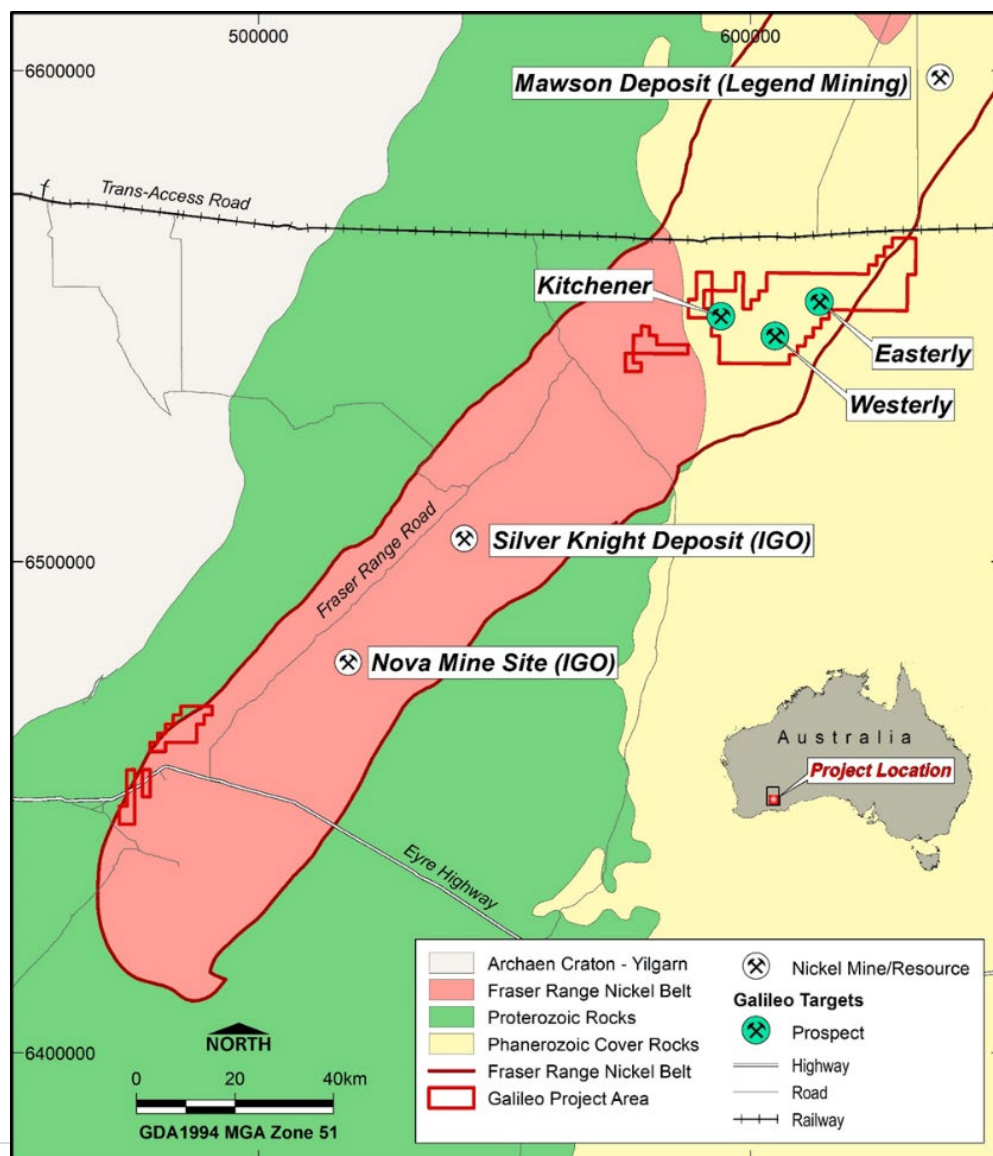 500000
600000
6600000
Mawson Deposit (Legend Mining)
Trans-Access Road
Kitchener
Easterly
Westerly
Fraser Range Road
Silver Knight Deposit (IGO)
6500000
Nova Mine Site (IGO)
Australia
Project Location
Eyre Highway
6400000
NORTH
0 20 40km
GDA1994 MGA Zone 51
Archaen Craton - Yilgarn
Fraser Range Nickel Belt
Proterozoic Rocks
Phanerozoic Cover Rocks
Fraser Range Nickel Belt
Galileo Project Area
Nickel Mine/Resource
Galileo Targets
Prospect
Highway
Road
Railway